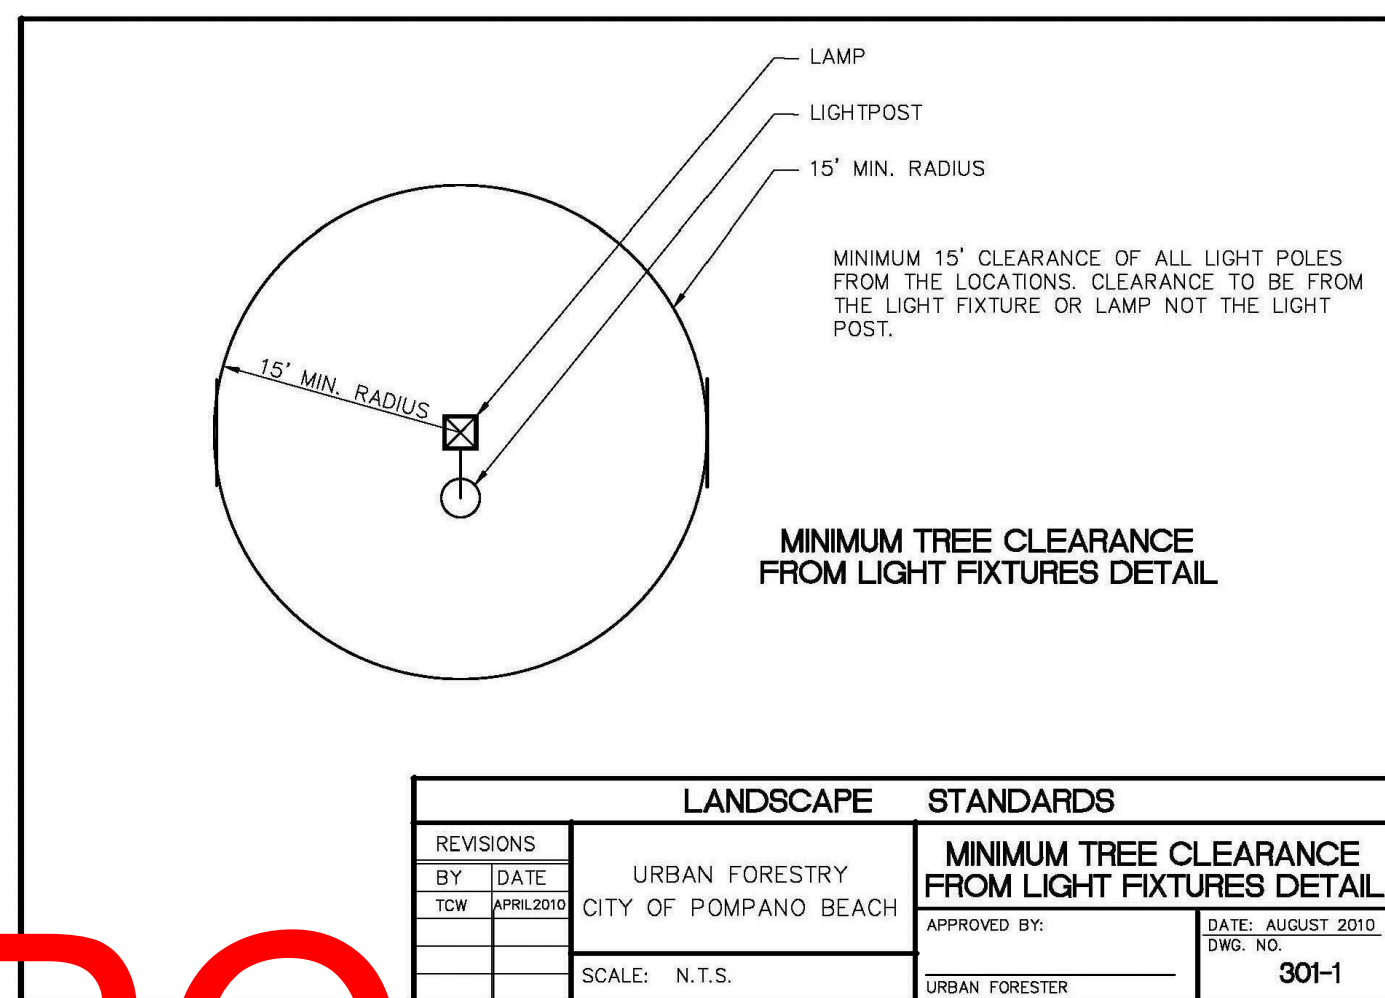 LAMP
LIGHTPOST
15' MIN. RADIUS
MINIMUM 15' CLEARANCE OF ALL LIGHT POLES
FROM THE LOCATIONS. CLEARANCE TO BE FROM
THE LIGHT FIXTURE OR LAMP NOT THE LIGHT
POST.
15' MIN. RADIUS
MINIMUM TREE CLEARANCE
FROM LIGHT FIXTURES DETAIL
LANDSCAPE STANDARDS
REVISIONS
BY DATE
TCW APRIL2010
URBAN FORESTRY
CITY OF POMPANO BEACH
SCALE: N.T.S.
MINIMUM TREE CLEARANCE
FROM LIGHT FIXTURES DETAIL
APPROVED BY:
URBAN FORESTER
DATE: AUGUST 2010
DWG. NO.
301-1